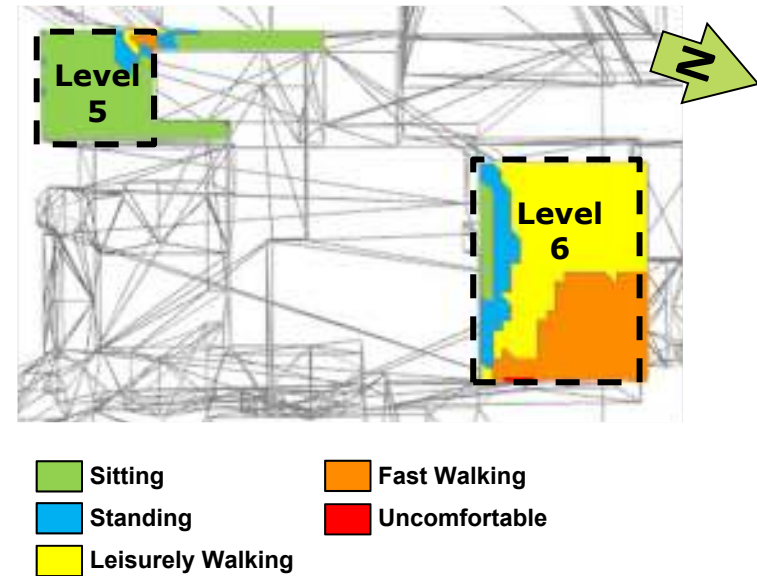 Level
5
N
Level
6
Sitting
Fast Walking
Standing
Uncomfortable
Leisurely Walking